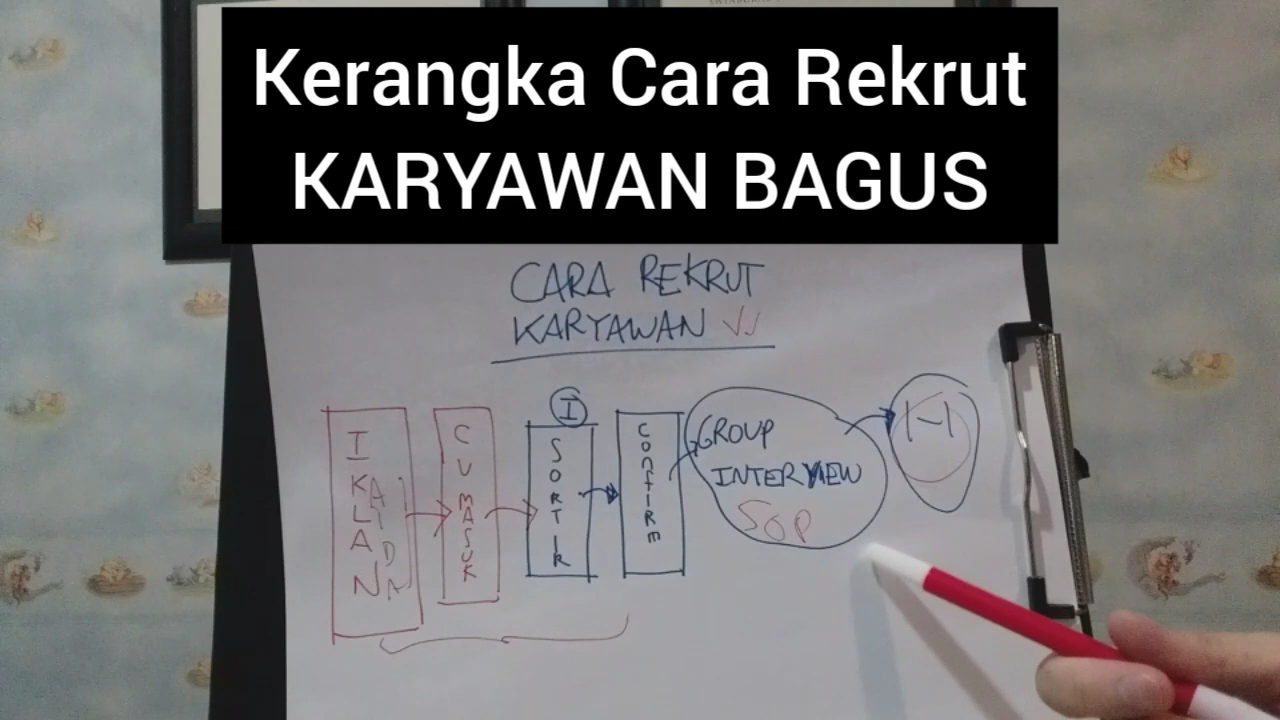 Kerangka Cara Rekrut
KARYAWAN BAGUS
CARA REKRUT
KARYAWAN
IKLAN
AIDA
CV MASUK
I
SORTIR
CONFIRM
GROUP
INTERVIEW
SOP
1-1